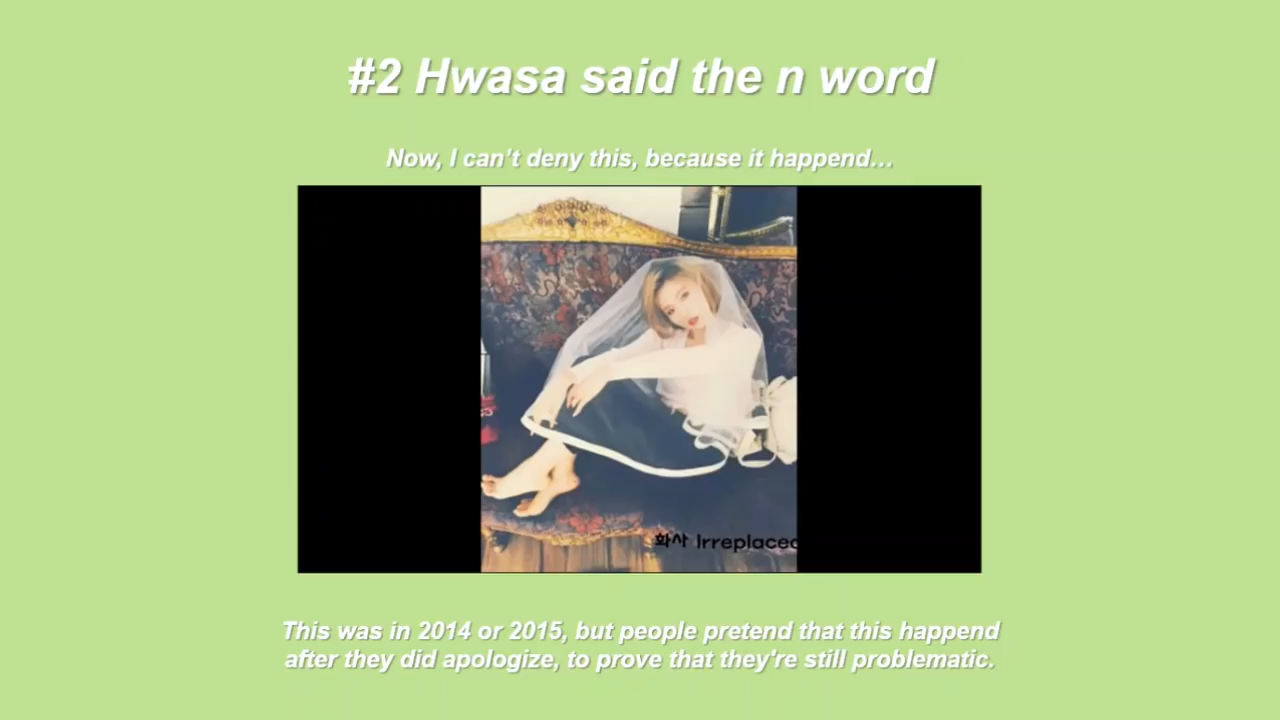 #2 Hwasa said the n word
Now, I can't deny this, because it happend...
화사 Irreplaced
This was in 2014 or 2015, but people pretend that this happend
after they did apologize, to prove that they're still problematic.